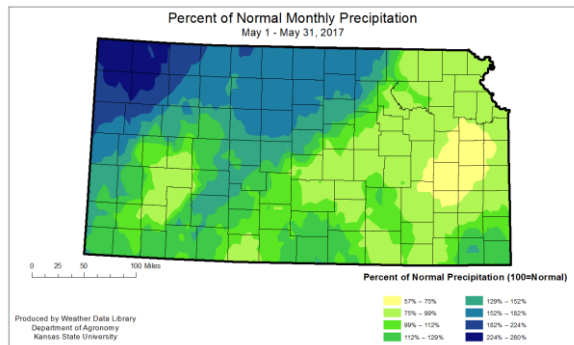 Percent of Normal Monthly Precipitation
May 1 - May 31, 2017
0 25 50 100 Miles
Percent of Normal Precipitation (100=Normal)
57% - 75% 129% - 152%
75% - 99% 152% - 182%
99% - 112% 182% - 224%
112% - 129% 224% - 280%
Produced by Weather Data Library
Department of Agronomy
Kansas State University